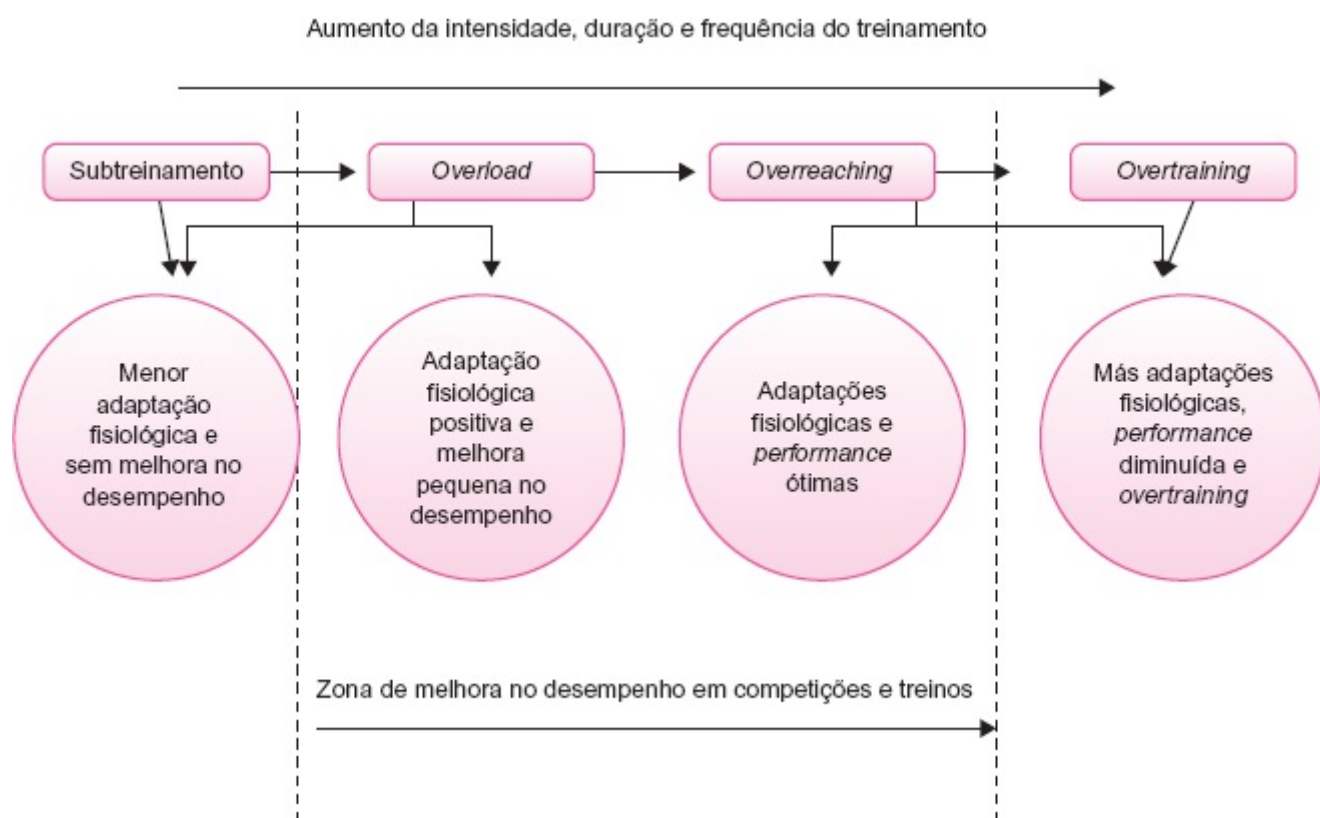 Aumento da intensidade, duração e frequência do treinamento
Subtreinamento
Overload
Overreaching
Overtraining
Menor
adaptação
fisiológica e
sem melhora no
desempenho
Adaptação
fisiológica
positiva e
melhora
pequena no
desempenho
Adaptações
fisiológicas e
performance
ótimas
Más adaptações
fisiológicas,
performance
diminuída e
overtraining
Zona de melhora no desempenho em competições e treinos